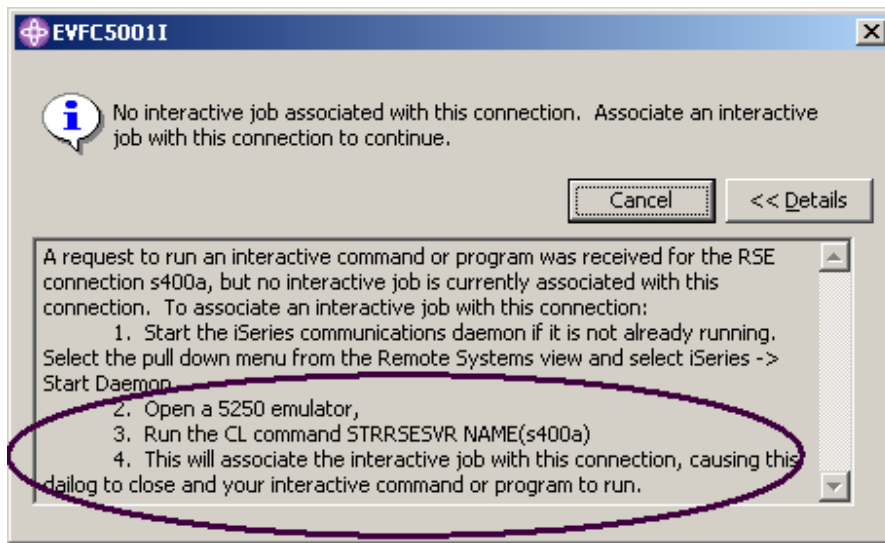 EVFC5001I
No interactive job associated with this connection. Associate an interactive
job with this connection to continue.
Cancel
<< Details
A request to run an interactive command or program was received for the RSE
connection s400a, but no interactive job is currently associated with this
connection. To associate an interactive job with this connection:
1. Start the iSeries communications daemon if it is not already running.
Select the pull down menu from the Remote Systems view and select iSeries ->
Start Daemon
2. Open a 5250 emulator,
3. Run the CL command STRRSESVR NAME(s400a)
4. This will associate the interactive job with this connection, causing this
dailog to close and your interactive command or program to run.